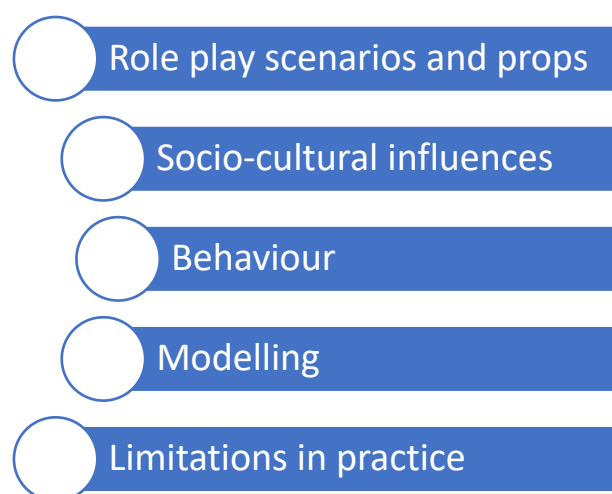 Role play scenarios and props
Socio-cultural influences
Behaviour
Modelling
Limitations in practice